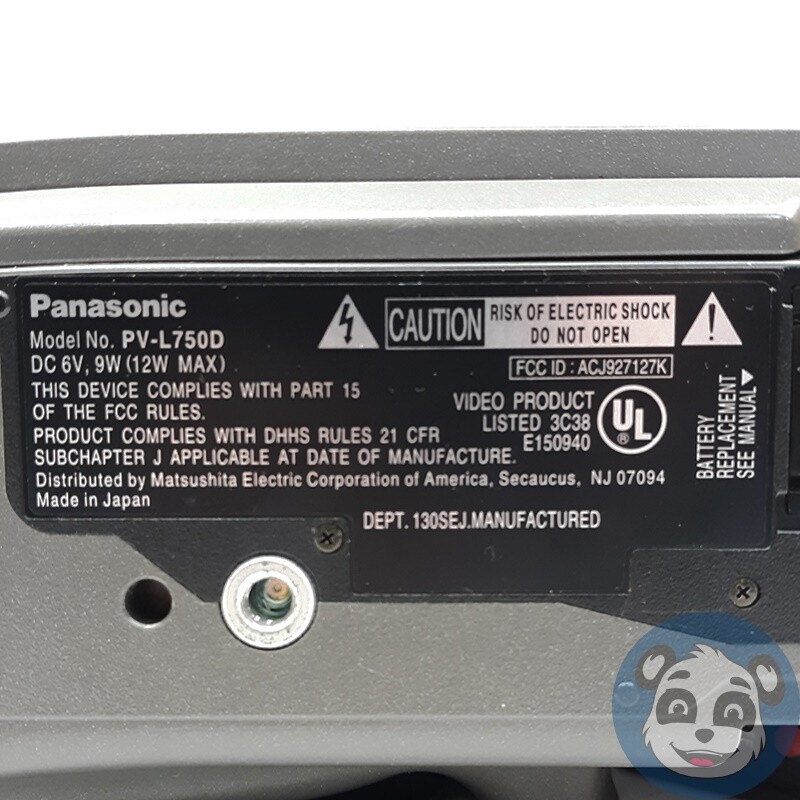 Panasonic
Model No. PV-L750D
DC 6V, 9W (12W MAX)
THIS DEVICE COMPLIES WITH PART 15
OF THE FCC RULES.
PRODUCT COMPLIES WITH DHHS RULES 21 CFR
SUBCHAPTER J APPLICABLE AT DATE OF MANUFACTURE.
Distributed by Matsushita Electric Corporation of America, Secaucus, NJ 07094
Made in Japan
CAUTION
RISK OF ELECTRIC SHOCK
DO NOT OPEN
FCC ID : ACJ927127K
VIDEO PRODUCT
LISTED 3C38
E150940
UL
®
BATTERY
REPLACEMENT
SEE MANUAL
DEPT. 130SEJ.MANUFACTURED